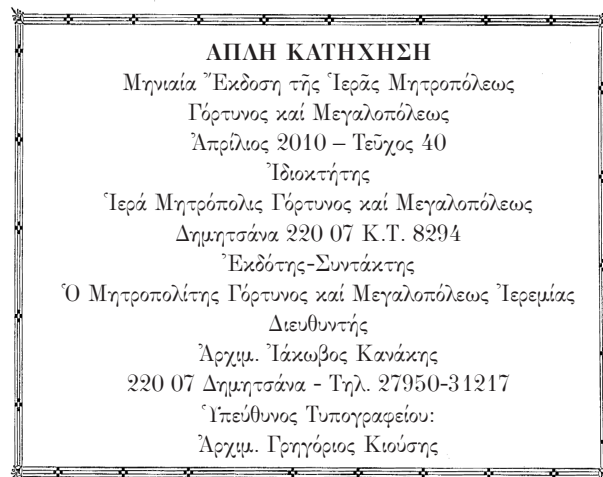 ΑΠΛΗ ΚΑΤΗΧΗΣΗ
Μηνιαία Ἔκδοση τῆς Ἱερᾶς Μητροπόλεως
Γόρτυνος καί Μεγαλοπόλεως
Ἀπρίλιος 2010 – Τεῦχος 40
Ἰδιοκτήτης
Ἱερά Μητρόπολις Γόρτυνος καί Μεγαλοπόλεως
Δημητσάνα 220 07 Κ.Τ. 8294
Ἐκδότης-Συντάκτης
Ὁ Μητροπολίτης Γόρτυνος καί Μεγαλοπόλεως Ἰερεμίας
Διευθυντής
Ἀρχιμ. Ἰάκωβος Κανάκης
220 07 Δημητσάνα - Τηλ. 27950-31217
Ὑπεύθυνος Τυπογραφείου:
Ἀρχιμ. Γρηγόριος Κιούσης